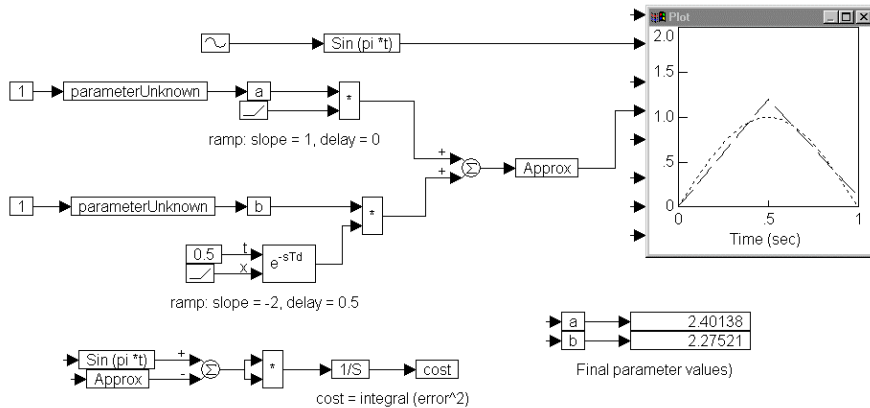 Plot
Sin (pi *t)
2.0
1.5
1.0
.5
0
0 .5 1
Time (sec)
1 parameterUnknown a *
ramp: slope = 1, delay = 0
+
+
Σ
Approx
1 parameterUnknown b *
0.5 t
x
e-sTd
ramp: slope = -2, delay = 0.5
a 2.40138
b 2.27521
Final parameter values)
Sin (pi *t) +
Approx -
Σ
* 1/S cost
cost = integral (error^2)